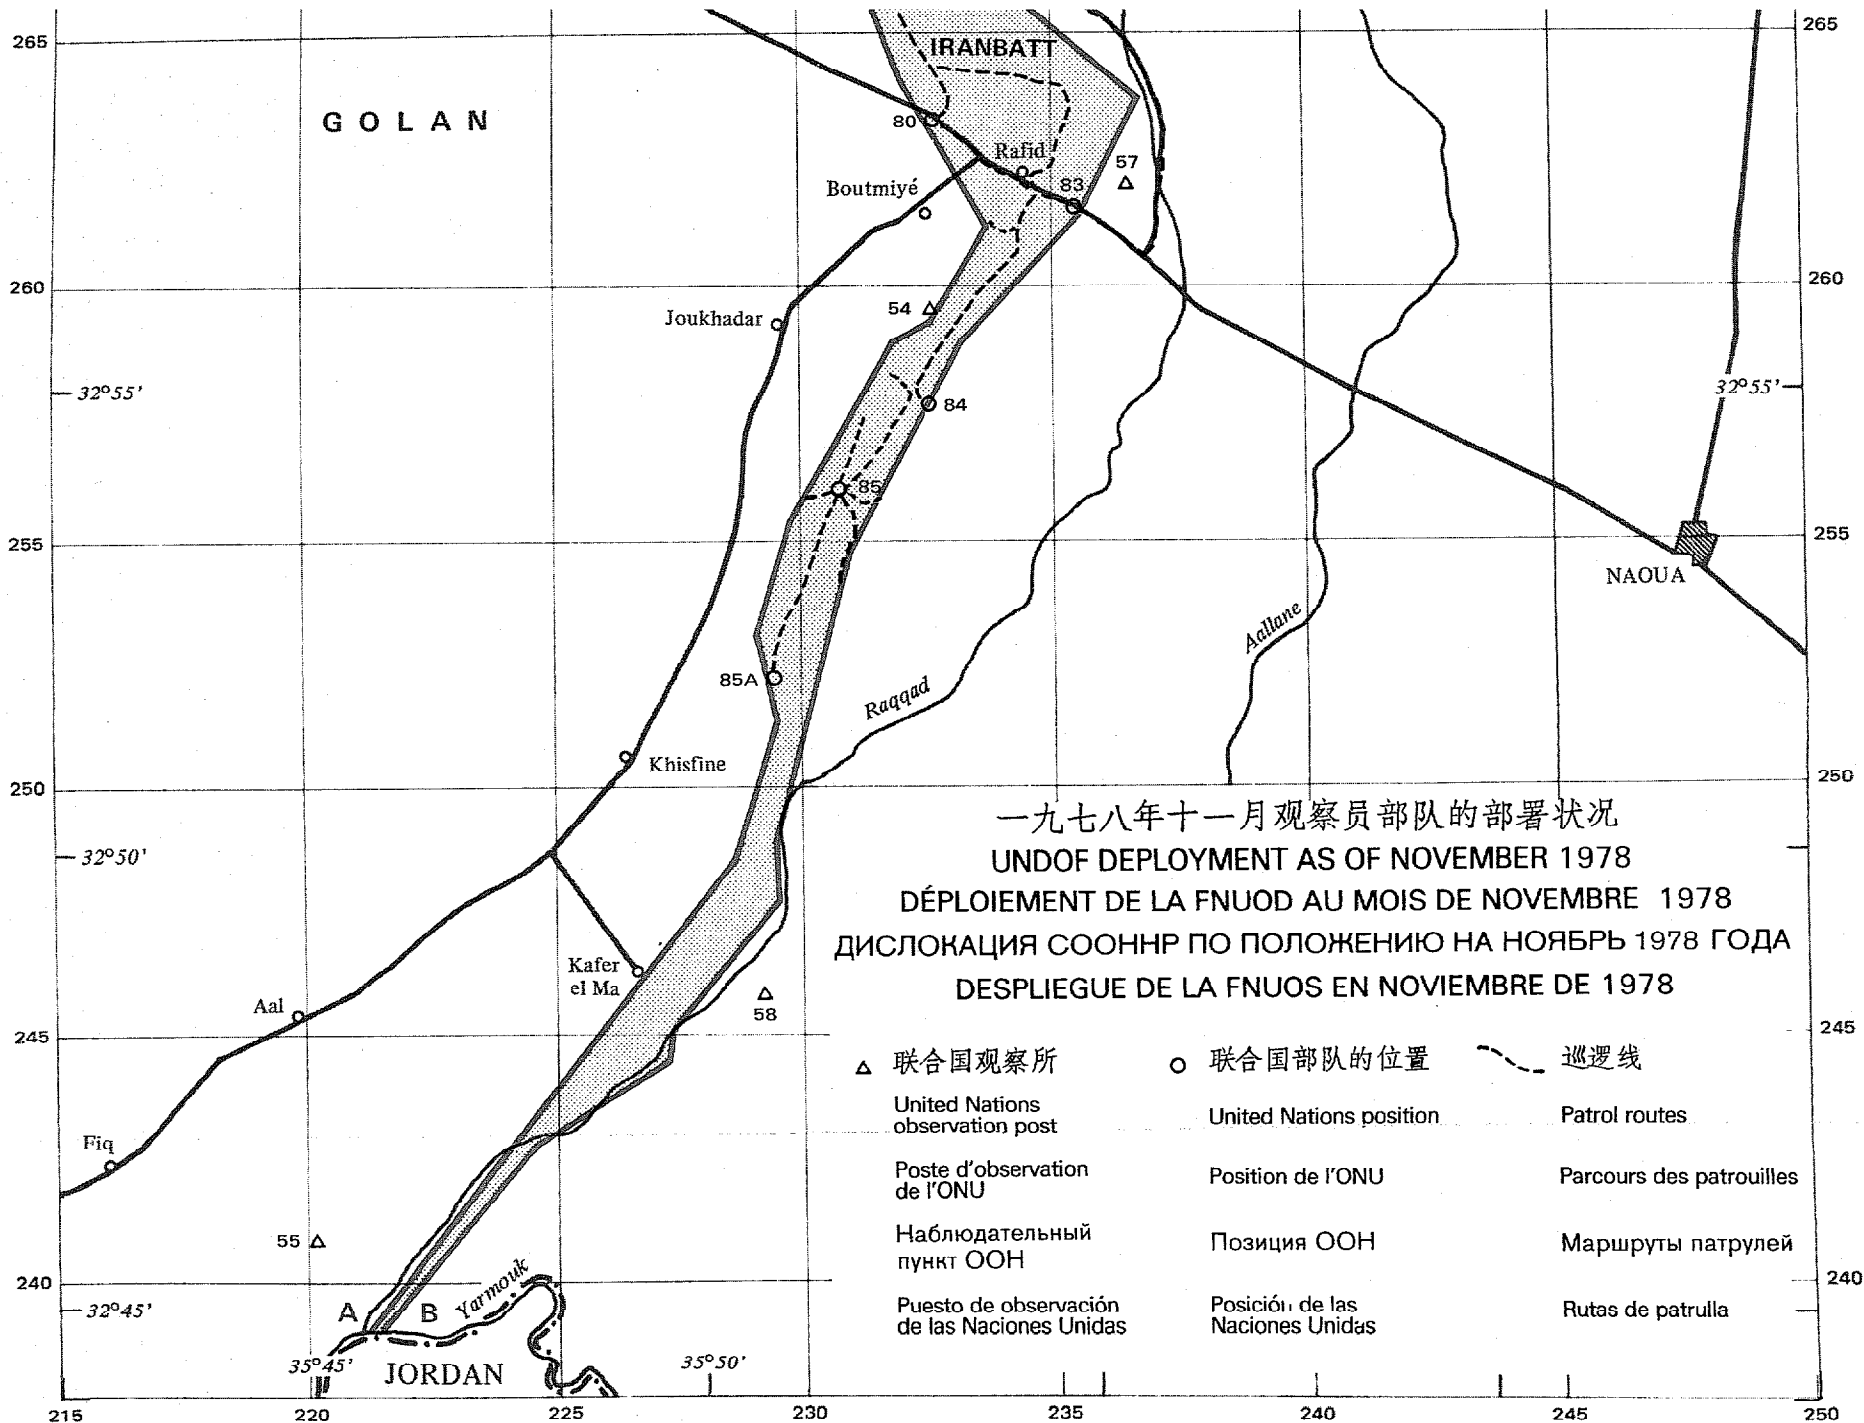 265
265
IRANBATT
GOLAN
80
Rafid
57
83
Boutmiyé
260
260
54
Joukhadar
32°55'
32°55'
84
85
255
255
NAOUA
Aallane
85A
Raqqad
Khisfine
250
250
一九七八年十一月观察员部队的部署状况
32°50'
UNDOF DEPLOYMENT AS OF NOVEMBER 1978
DÉPLOIEMENT DE LA FNUOD AU MOIS DE NOVEMBRE 1978
ДИСЛОКАЦИЯ СООННР ПО ПОЛОЖЕНИЮ НА НОЯБРЬ 1978 ГОДА
DESPLIEGUE DE LA FNUOS EN NOVIEMBRE DE 1978
Kafer
el Ma
Aal
58
245
245
联合国观察所
联合国部队的位置
巡逻线
United Nations
observation post
United Nations position
Patrol routes
Fiq
Poste d'observation
de l'ONU
Position de l'ONU
Parcours des patrouilles
55
Наблюдательный
пункт ООН
Позиция ООН
Маршруты патрулей
240
240
Yarmouk
32°45'
A
B
Puesto de observación
de las Naciones Unidas
Posición de las
Naciones Unidas
Rutas de patrulla
35°45'
JORDAN
35°50'
215
220
225
230
235
240
245
250